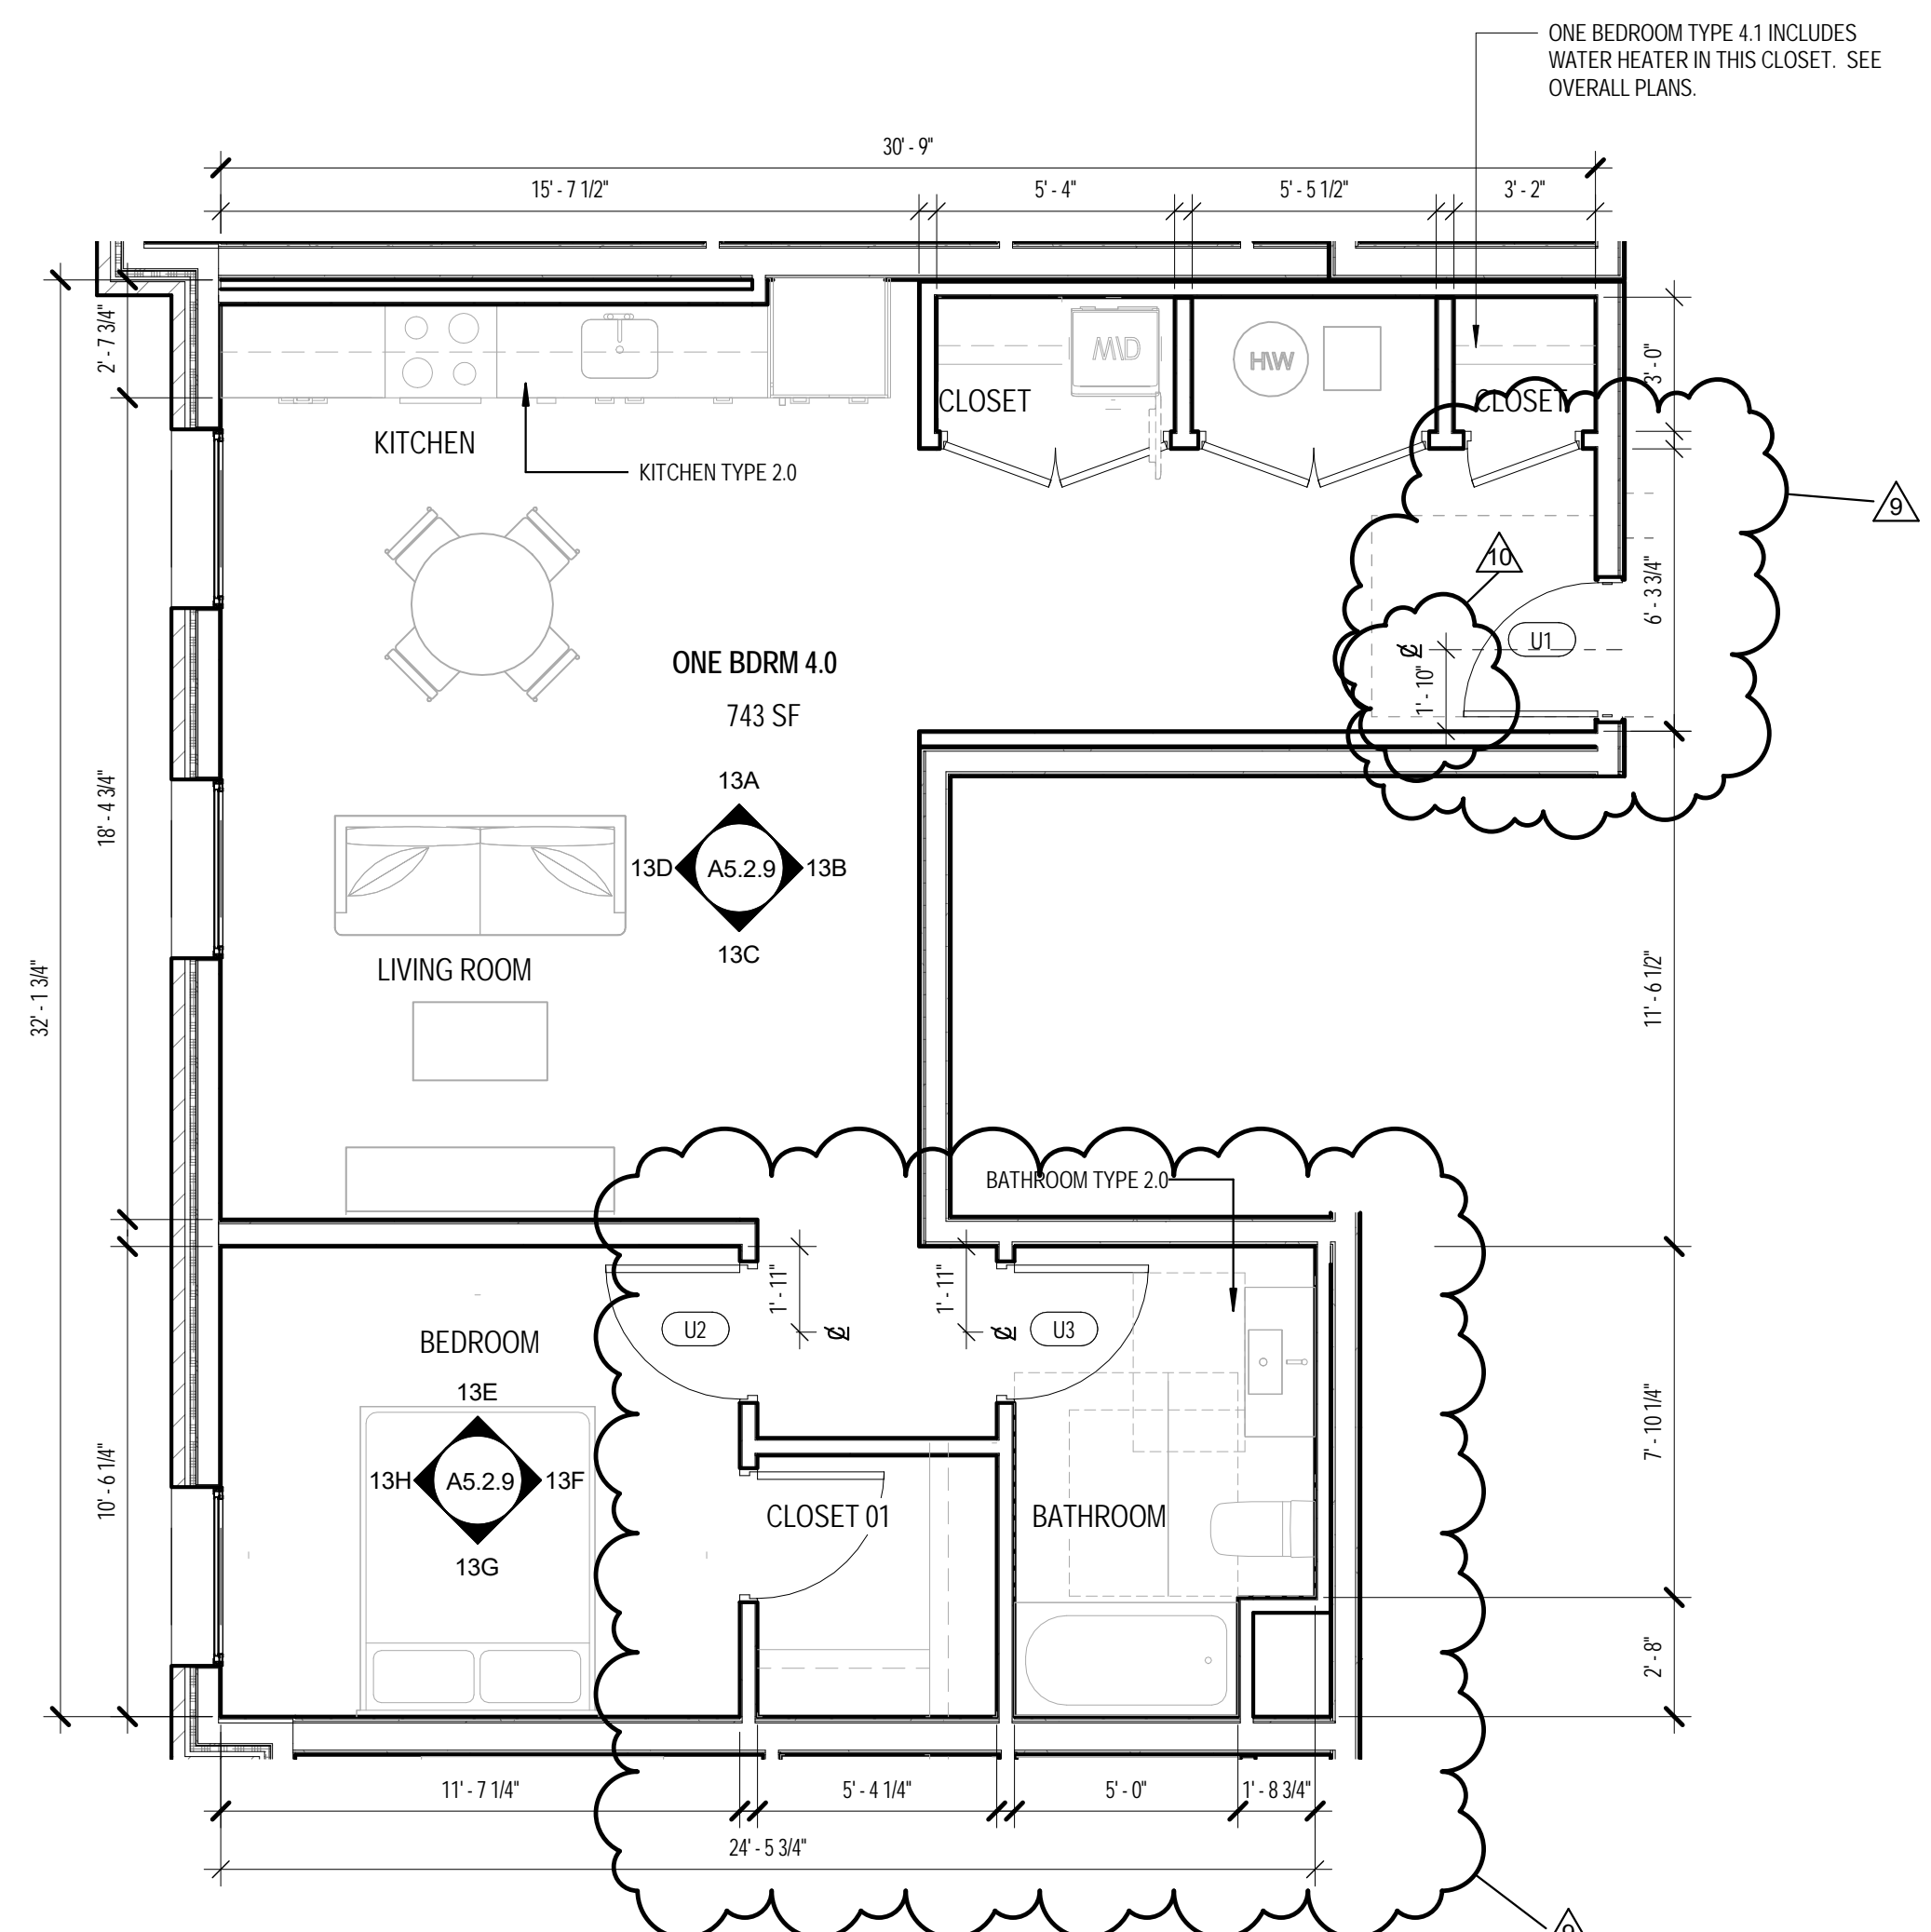 ONE BEDROOM TYPE 4.1 INCLUDES
WATER HEATER IN THIS CLOSET. SEE
OVERALL PLANS.
30' - 9"
15' - 7 1/2"
5' - 4"
5' - 5 1/2"
3' - 2"
2' - 7 3/4"
3' - 0"
W\D
HW
CLOSET
CLOSET
KITCHEN
KITCHEN TYPE 2.0
9
10
6' - 3 3/4"
U1
1' - 10"
ONE BDRM 4.0
743 SF
18' - 4 3/4"
13A
13D
A5.2.9
13B
13C
LIVING ROOM
32' - 1 3/4"
11' - 6 1/2"
BATHROOM TYPE 2.0
1' - 11"
1' - 11"
U2
U3
BEDROOM
13E
13H
A5.2.9
13F
13G
10' - 6 1/4"
7' - 10 1/4"
CLOSET 01
BATHROOM
2' - 8"
11' - 7 1/4"
5' - 4 1/4"
5' - 0"
1' - 8 3/4"
24' - 5 3/4"